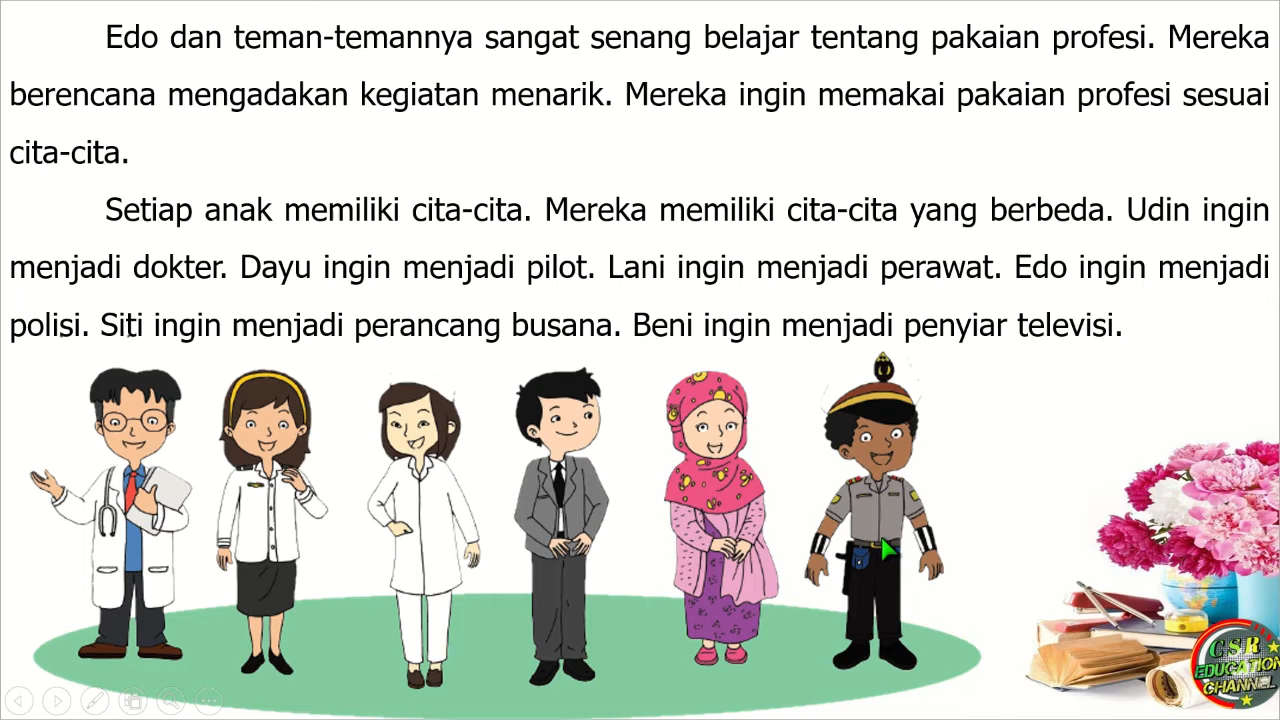 Edo dan teman-temannya sangat senang belajar tentang pakaian profesi. Mereka
berencana mengadakan kegiatan menarik. Mereka ingin memakai pakaian profesi sesuai
cita-cita.
Setiap anak memiliki cita-cita. Mereka memiliki cita-cita yang berbeda. Udin ingin
menjadi dokter. Dayu ingin menjadi pilot. Lani ingin menjadi perawat. Edo ingin menjadi
polisi. Siti ingin menjadi perancang busana. Beni ingin menjadi penyiar televisi.
CSR
EDUCATION
CHANNEL